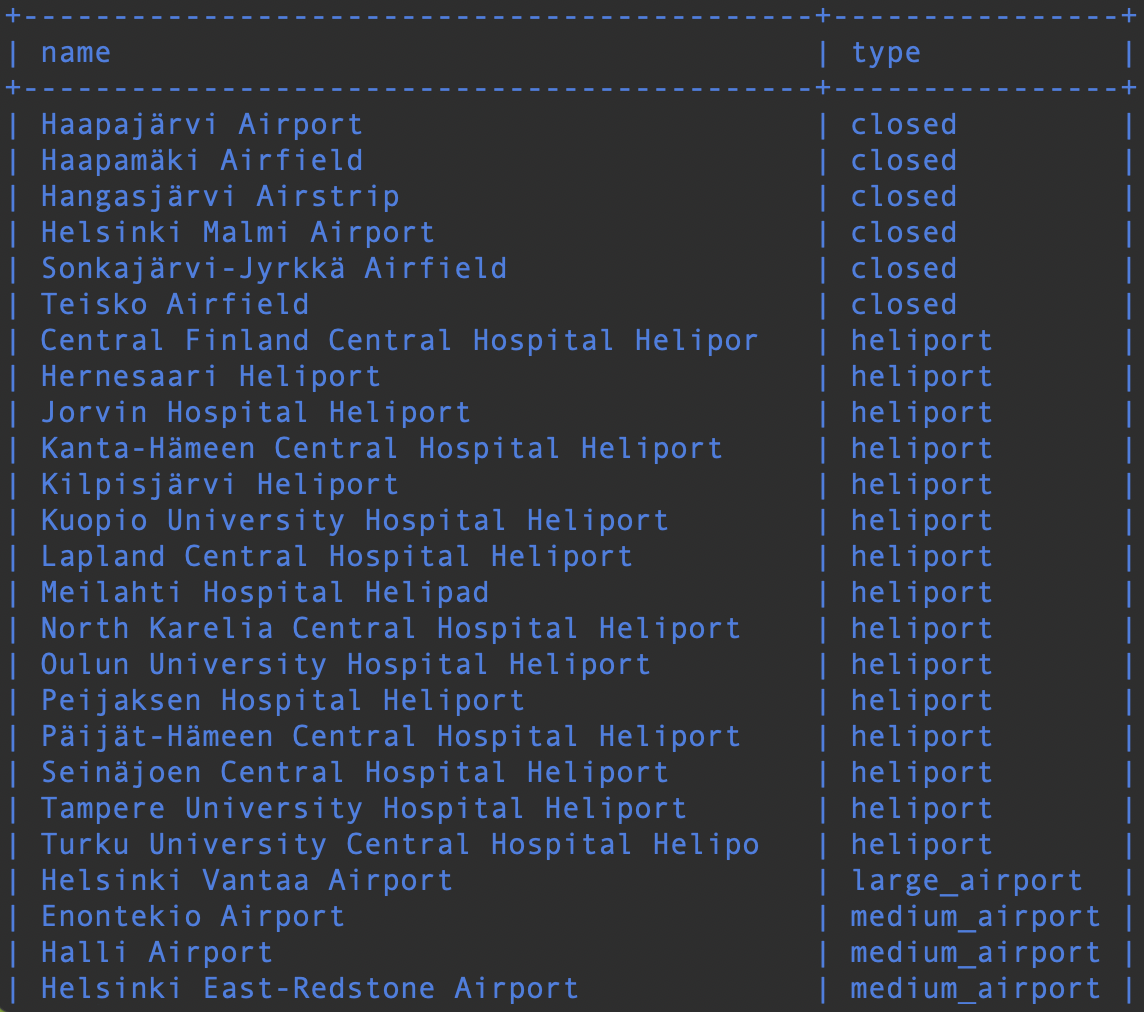 +--------------------------------------------+----------------+
| name                                       | type           |
+--------------------------------------------+----------------+
| Haapajärvi Airport                         | closed         |
| Haapamäki Airfield                         | closed         |
| Hangasjärvi Airstrip                       | closed         |
| Helsinki Malmi Airport                     | closed         |
| Sonkajärvi-Jyrkkä Airfield                 | closed         |
| Teisko Airfield                            | closed         |
| Central Finland Central Hospital Helipor   | heliport       |
| Hernesaari Heliport                        | heliport       |
| Jorvin Hospital Heliport                   | heliport       |
| Kanta-Hämeen Central Hospital Heliport     | heliport       |
| Kilpisjärvi Heliport                       | heliport       |
| Kuopio University Hospital Heliport        | heliport       |
| Lapland Central Hospital Heliport          | heliport       |
| Meilahti Hospital Helipad                  | heliport       |
| North Karelia Central Hospital Heliport    | heliport       |
| Oulun University Hospital Heliport         | heliport       |
| Peijaksen Hospital Heliport                | heliport       |
| Päijät-Hämeen Central Hospital Heliport    | heliport       |
| Seinäjoen Central Hospital Heliport        | heliport       |
| Tampere University Hospital Heliport       | heliport       |
| Turku University Central Hospital Helipo   | heliport       |
| Helsinki Vantaa Airport                    | large_airport  |
| Enontekio Airport                          | medium_airport |
| Halli Airport                              | medium_airport |
| Helsinki East-Redstone Airport             | medium_airport |